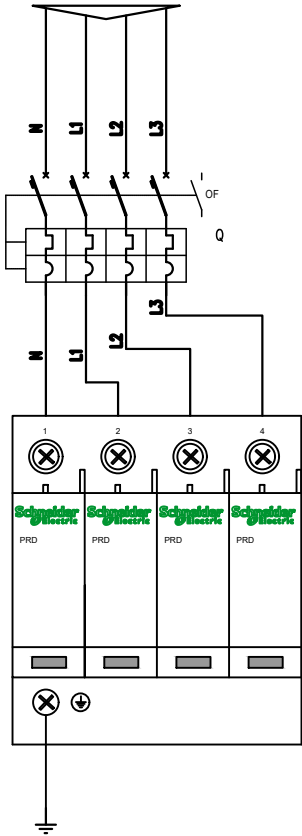 N L1 L2 L3
OF
Q
N L1 L2 L3
1 2 3 4
Schneider Electric Schneider Electric Schneider Electric Schneider Electric
PRD PRD PRD PRD